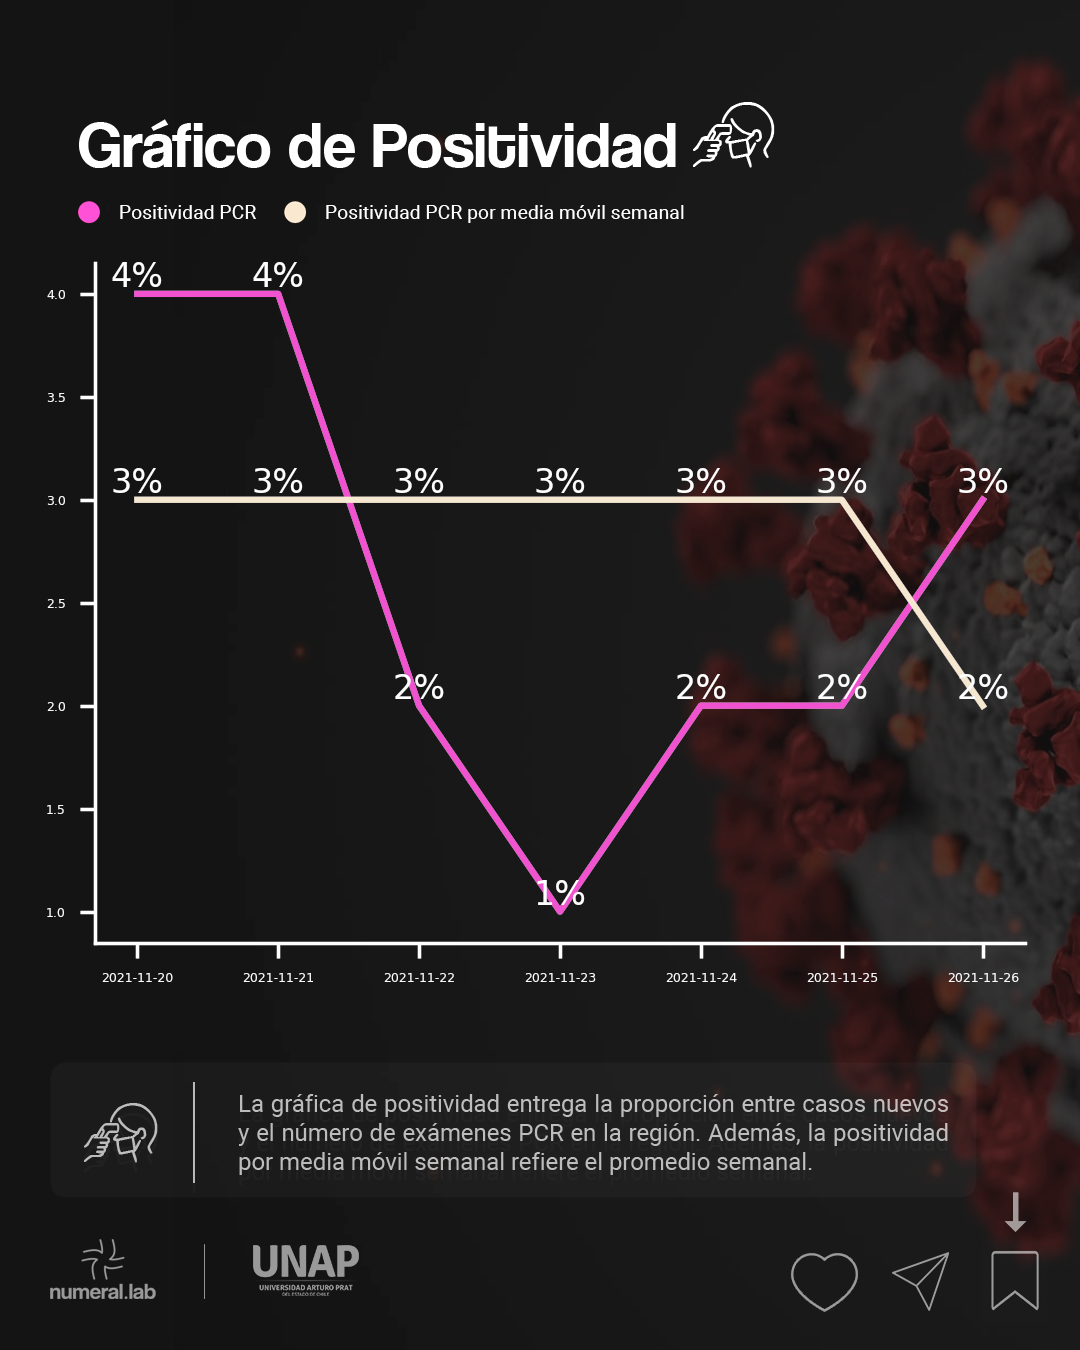 Gráfico de Positividad
Positividad PCR
Positividad PCR por media móvil semanal
4% 4%
4.0
3.5
3% 3% 3% 3% 3% 3% 3%
3.0
2.5
2% 2% 2% 2%
2.0
1.5
1%
1.0
2021-11-20 2021-11-21 2021-11-22 2021-11-23 2021-11-24 2021-11-25 2021-11-26
La gráfica de positividad entrega la proporción entre casos nuevos
y el número de exámenes PCR en la región. Además, la positividad
por media móvil semanal refiere el promedio semanal.
numeral.lab
UNAP
UNIVERSIDAD ARTURO PRAT
DEL ESTADO DE CHILE